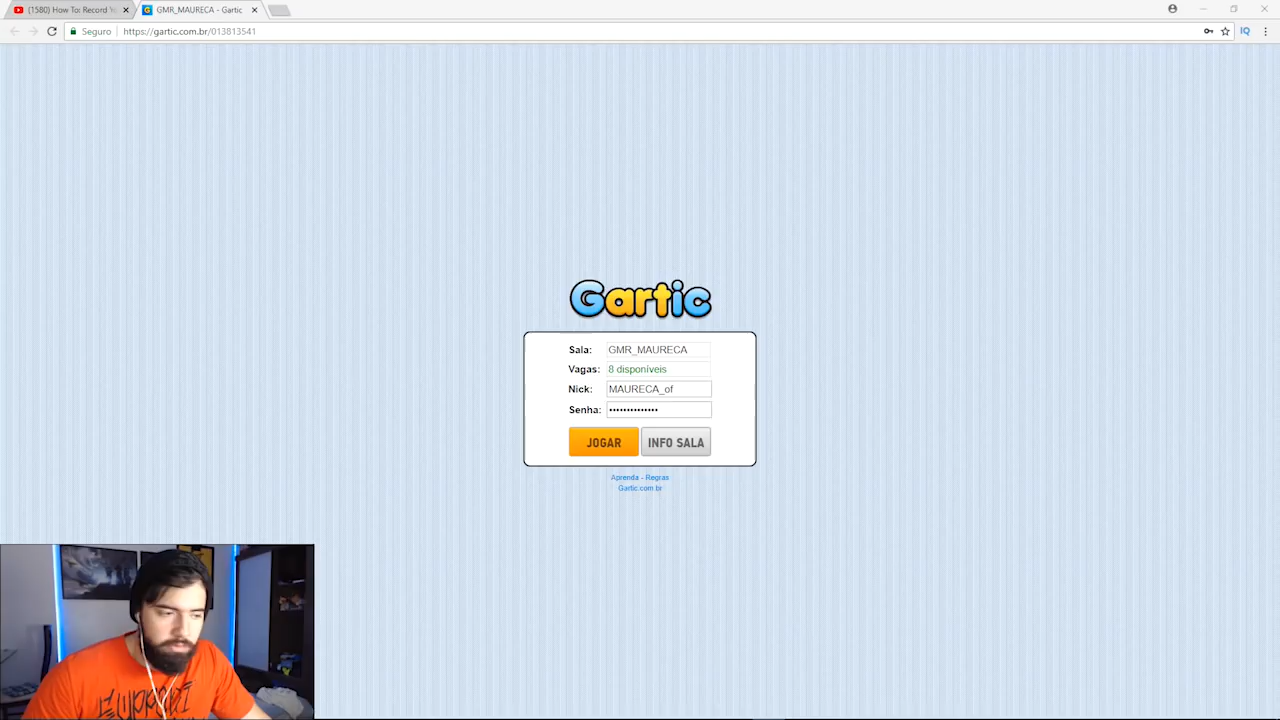 (1580) How To: Record Yo
GMR_MAURECA - Gartic
Seguro
https://gartic.com.br/013813541
IQ
Gartic
Sala: GMR_MAURECA
Vagas: 8 disponíveis
Nick: MAURECA_of
Senha: ••••••••••••••
JOGAR INFO SALA
Aprenda - Regras
Gartic.com.br